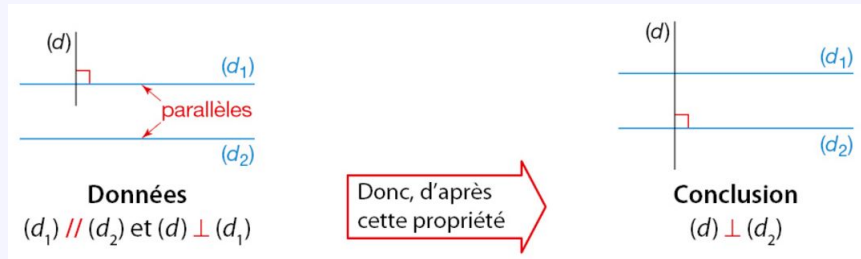 (d)
(d₁)
parallèles
(d₂)
Données
(d₁) // (d₂) et (d) ⊥ (d₁)
Donc, d'après
cette propriété
(d)
(d₁)
(d₂)
Conclusion
(d) ⊥ (d₂)